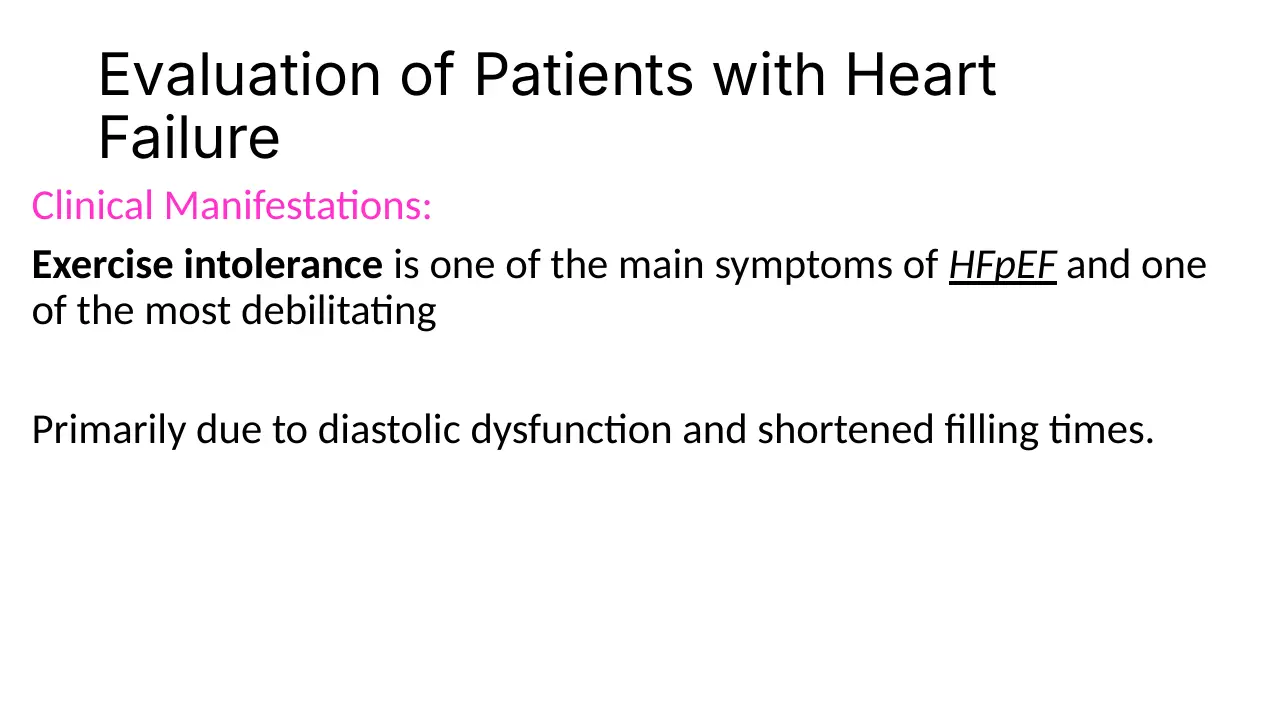 Evaluation of Patients with Heart
Failure
Clinical Manifestations:
Exercise intolerance is one of the main symptoms of HFpEF and one
of the most debilitating
Primarily due to diastolic dysfunction and shortened filling times.